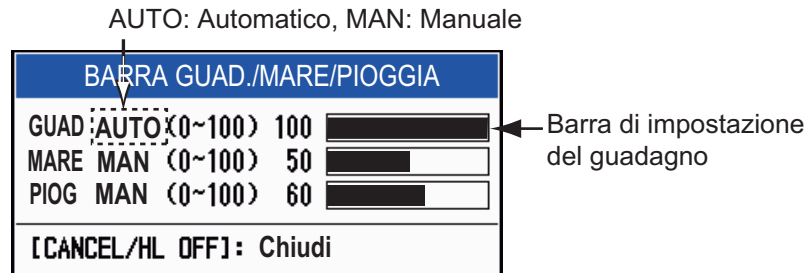 AUTO: Automatico, MAN: Manuale
BARRA GUAD./MARE/PIOGGIA
GUAD AUTO (0~100) 100
Barra di impostazione
del guadagno
MARE MAN (0~100) 50
PIOG MAN (0~100) 60
[CANCEL/HL OFF]: Chiudi